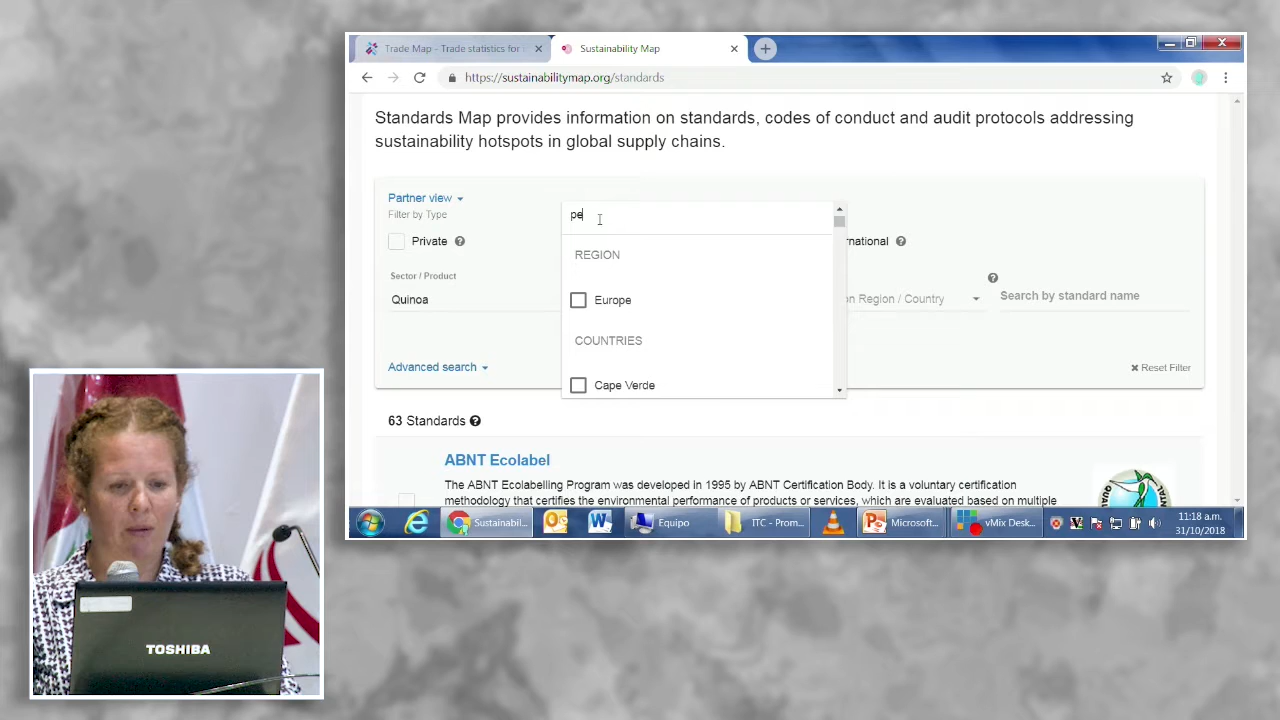 Trade Map - Trade statistics for
Sustainability Map
https://sustainabilitymap.org/standards
Standards Map provides information on standards, codes of conduct and audit protocols addressing
sustainability hotspots in global supply chains.
Partner view
Filter by Type
Private
pe
REGION
Europe
COUNTRIES
Cape Verde
Sector / Product
Quinoa
Region / Country
Search by standard name
Advanced search
Reset Filter
63 Standards
ABNT Ecolabel
The ABNT Ecolabelling Program was developed in 1995 by ABNT Certification Body. It is a voluntary certification
methodology that certifies the environmental performance of products or services, which are evaluated based on multiple
Sustainabil...
Equipo
ITC - Prom...
Microsoft...
vMix Desk...
11:18 a.m.
31/10/2018
TOSHIBA